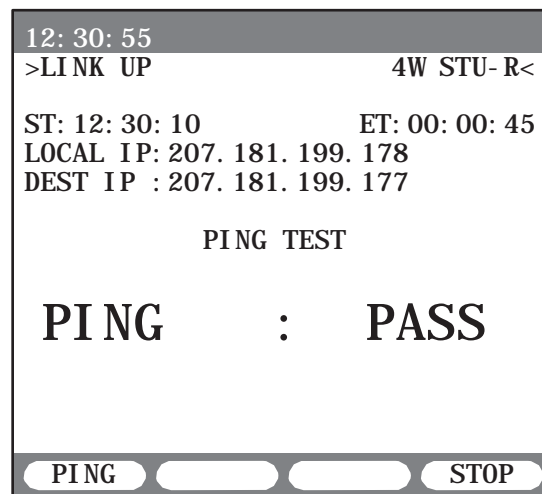 12:30:55
>LINK UP 4W STU-R<
ST:12:30:10 ET:00:00:45
LOCAL IP:207.181.199.178
DEST IP :207.181.199.177
PING TEST
PING : PASS
PING STOP